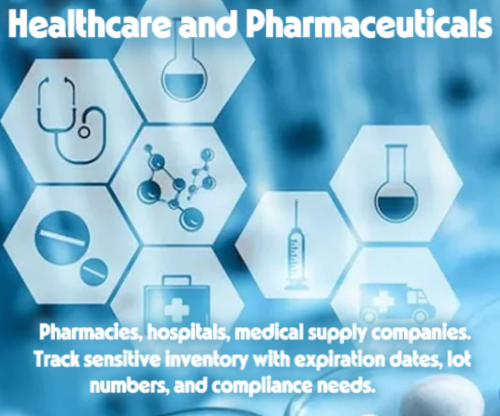 Healthcare and Pharmaceuticals
Pharmacies, hospitals, medical supply companies.
Track sensitive inventory with expiration dates, lot
numbers, and compliance needs.